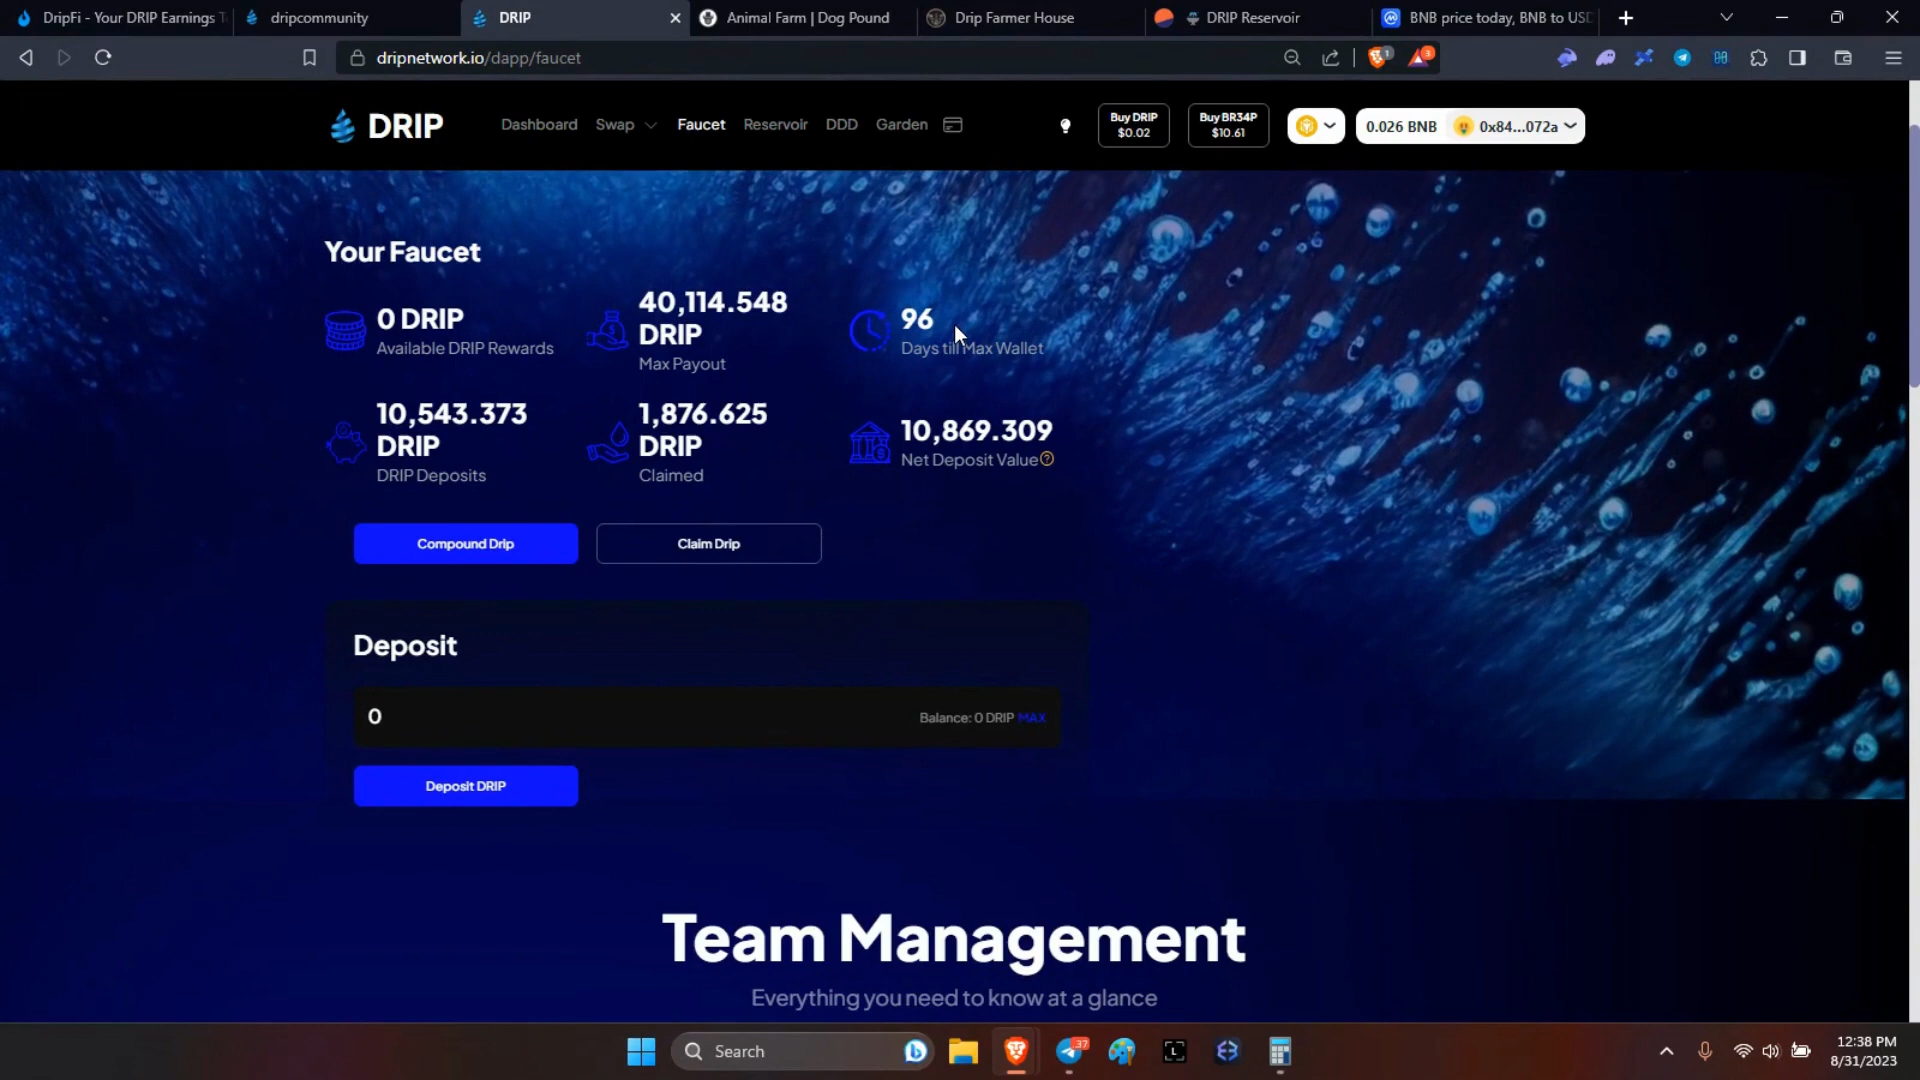 DripFi - Your DRIP Earnings T
dripcommunity
DRIP
Animal Farm | Dog Pound
Drip Farmer House
DRIP Reservoir
BNB price today, BNB to USD
dripnetwork.io/dapp/faucet
1
3
DRIP
Dashboard
Swap
Faucet
Reservoir
DDD
Garden
Buy DRIP
$0.02
Buy BR34P
$10.61
0.026 BNB
0x84...072a
Your Faucet
0 DRIP
Available DRIP Rewards
40,114.548
DRIP
Max Payout
96
Days till Max Wallet
10,543.373
DRIP
DRIP Deposits
1,876.625
DRIP
Claimed
10,869.309
Net Deposit Value
Compound Drip
Claim Drip
Deposit
0
Balance: 0 DRIP MAX
Deposit DRIP
Team Management
Everything you need to know at a glance
Search
37
L
12:38 PM
8/31/2023